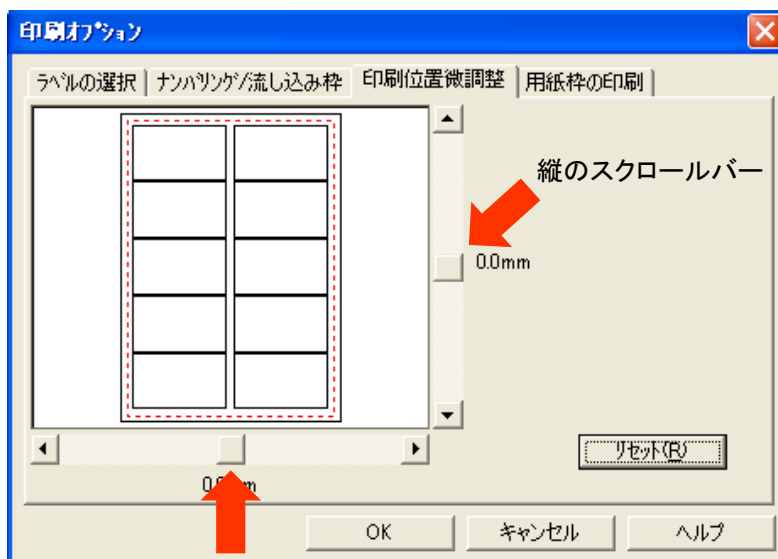 印刷オプション
ラベルの選択 ナンバリング/流し込み枠 印刷位置微調整 用紙枠の印刷
縦のスクロールバー
0.0mm
リセット(R)
OK キャンセル ヘルプ